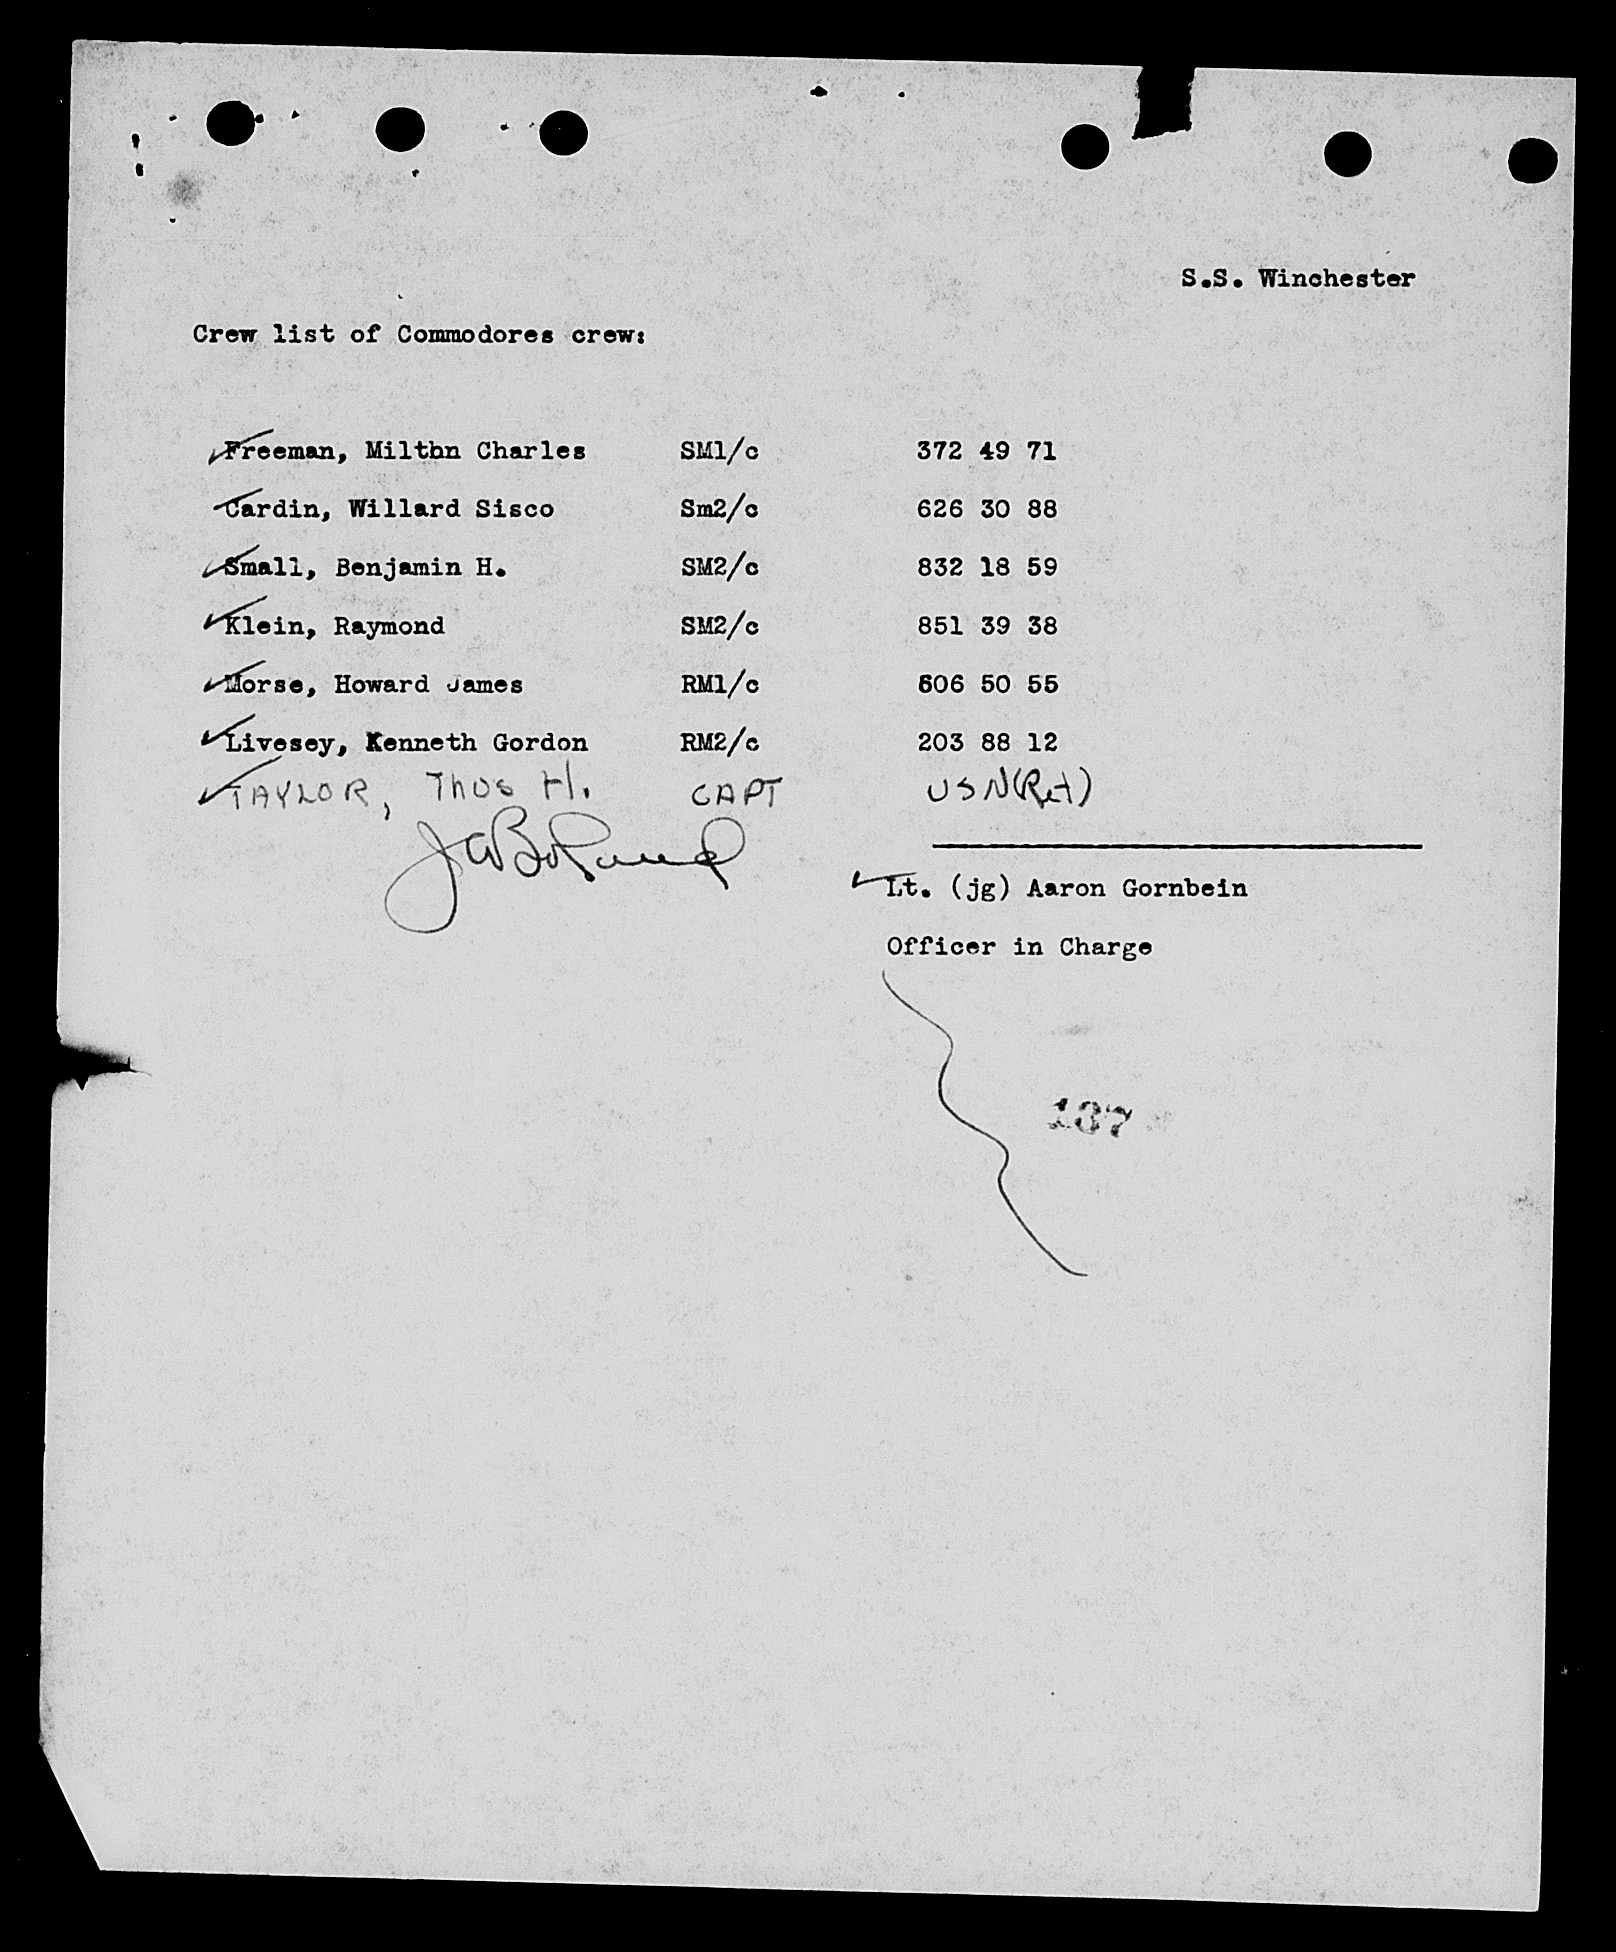 S.S. Winchester
Crew list of Commodores crew:
Freeman, Milton Charles SM1/c 372 49 71
Cardin, Willard Sisco Sm2/c 626 30 88
Small, Benjamin H. SM2/c 832 18 59
Klein, Raymond SM2/c 851 39 38
Morse, Howard James RM1/c 606 50 55
Livesey, Kenneth Gordon RM2/c 203 88 12
TAYLOR, Thos H. CAPT USN(Ret)
Lt. (jg) Aaron Gornbein
Officer in Charge
137